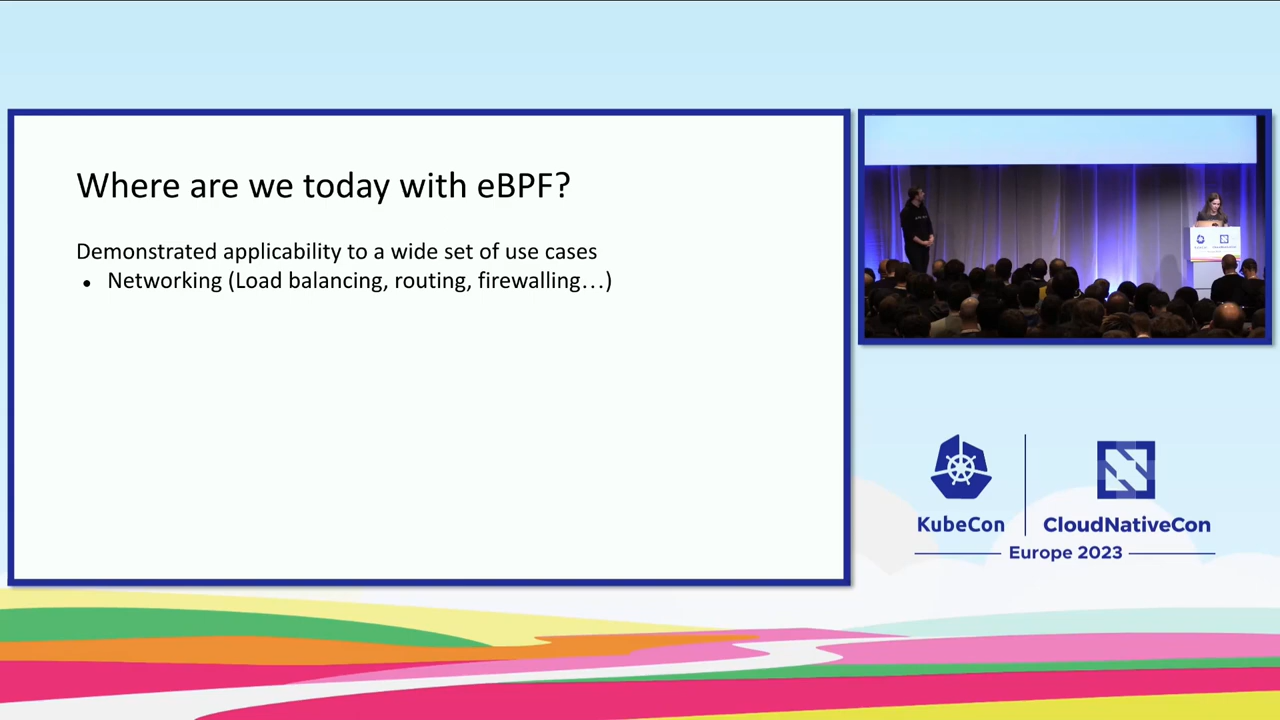 Where are we today with eBPF?
Demonstrated applicability to a wide set of use cases
● Networking (Load balancing, routing, firewalling…)
KubeCon
CloudNativeCon
Europe 2023